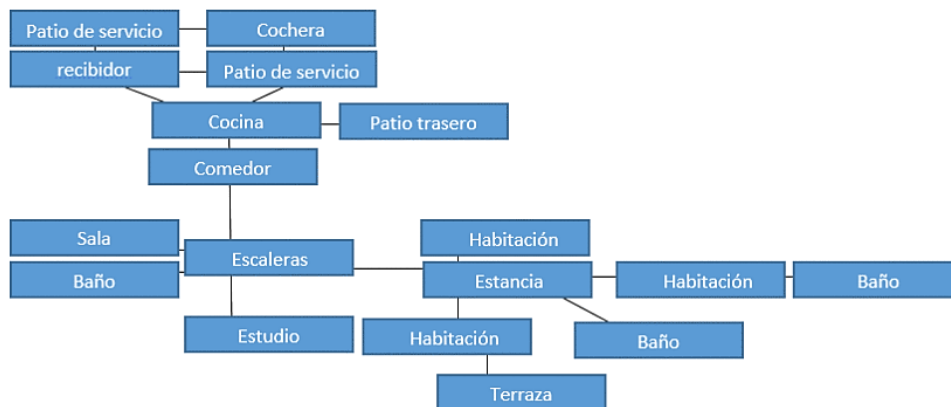 Patio de servicio
Cochera
recibidor
Patio de servicio
Cocina
Patio trasero
Comedor
Sala
Habitación
Escaleras
Baño
Estancia
Habitación
Baño
Estudio
Habitación
Baño
Terraza